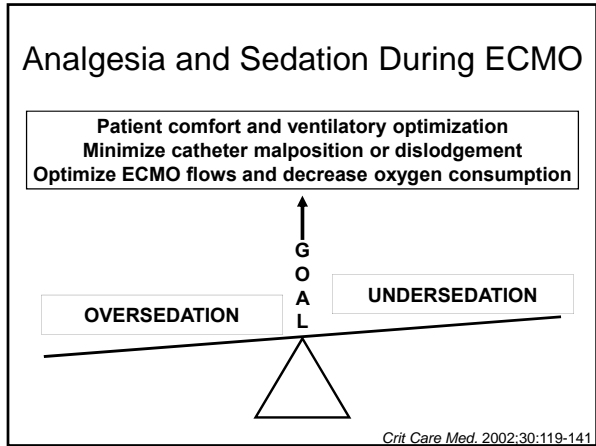 Analgesia and Sedation During ECMO
Patient comfort and ventilatory optimization
Minimize catheter malposition or dislodgement
Optimize ECMO flows and decrease oxygen consumption
G
O
A
L
OVERSEDATION
UNDERSEDATION
Crit Care Med. 2002;30:119-141